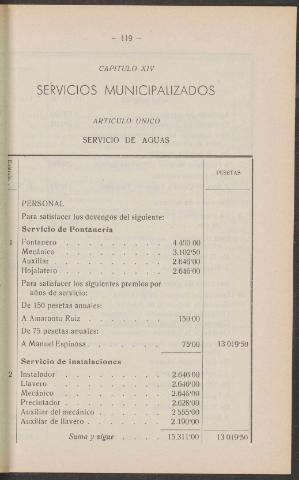 — 119 —
CAPITULO XIV
SERVICIOS MUNICIPALIZADOS
ARTICULO ÚNICO
SERVICIO DE AGUAS
PESETAS
PERSONAL
Para satisfacer los devengos del siguiente:
Servicio de Fontanería
1 Fontanero . . . . . . . . . 4.400'00
Mecánico . . . . . . . . . 3.102'50
Auxiliar . . . . . . . . . 2.646'00
Hojalatero . . . . . . . . . 2.646'00
Para satisfacer los siguientes premios por
años de servicio:
De 150 pesetas anuales:
A Amaranto Ruiz . . . . . . . 150'00
De 75 pesetas anuales:
A Manuel Espinosa . . . . . . . 75'00 13 019'50
Servicio de instalaciones
2 Instalador . . . . . . . . . 2.646'00
Llavero . . . . . . . . . 2.646'00
Mecánico . . . . . . . . . 2.646'00
Precintador . . . . . . . . . 2.628'00
Auxiliar del mecánico . . . . . . 2 555'00
Auxiliar de llavero . . . . . . . 2.190'00
Suma y sigue . . . . 15.311'00 13 019'50